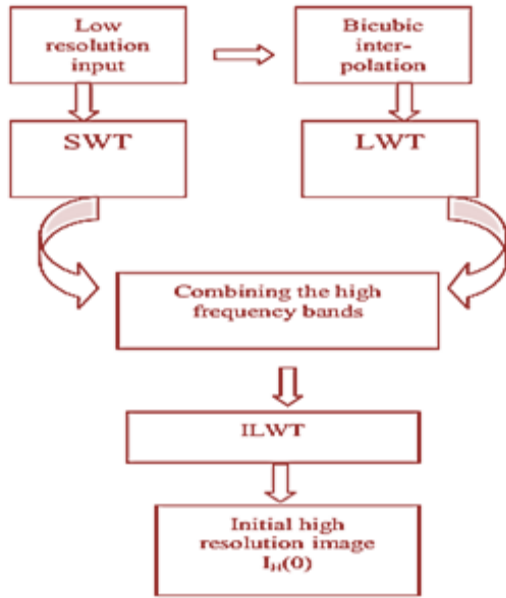 Low
resolution
input
Bicubic
inter-
polation
SWT
LWT
Combining the high
frequency bands
ILWT
Initial high
resolution image
I_H(0)